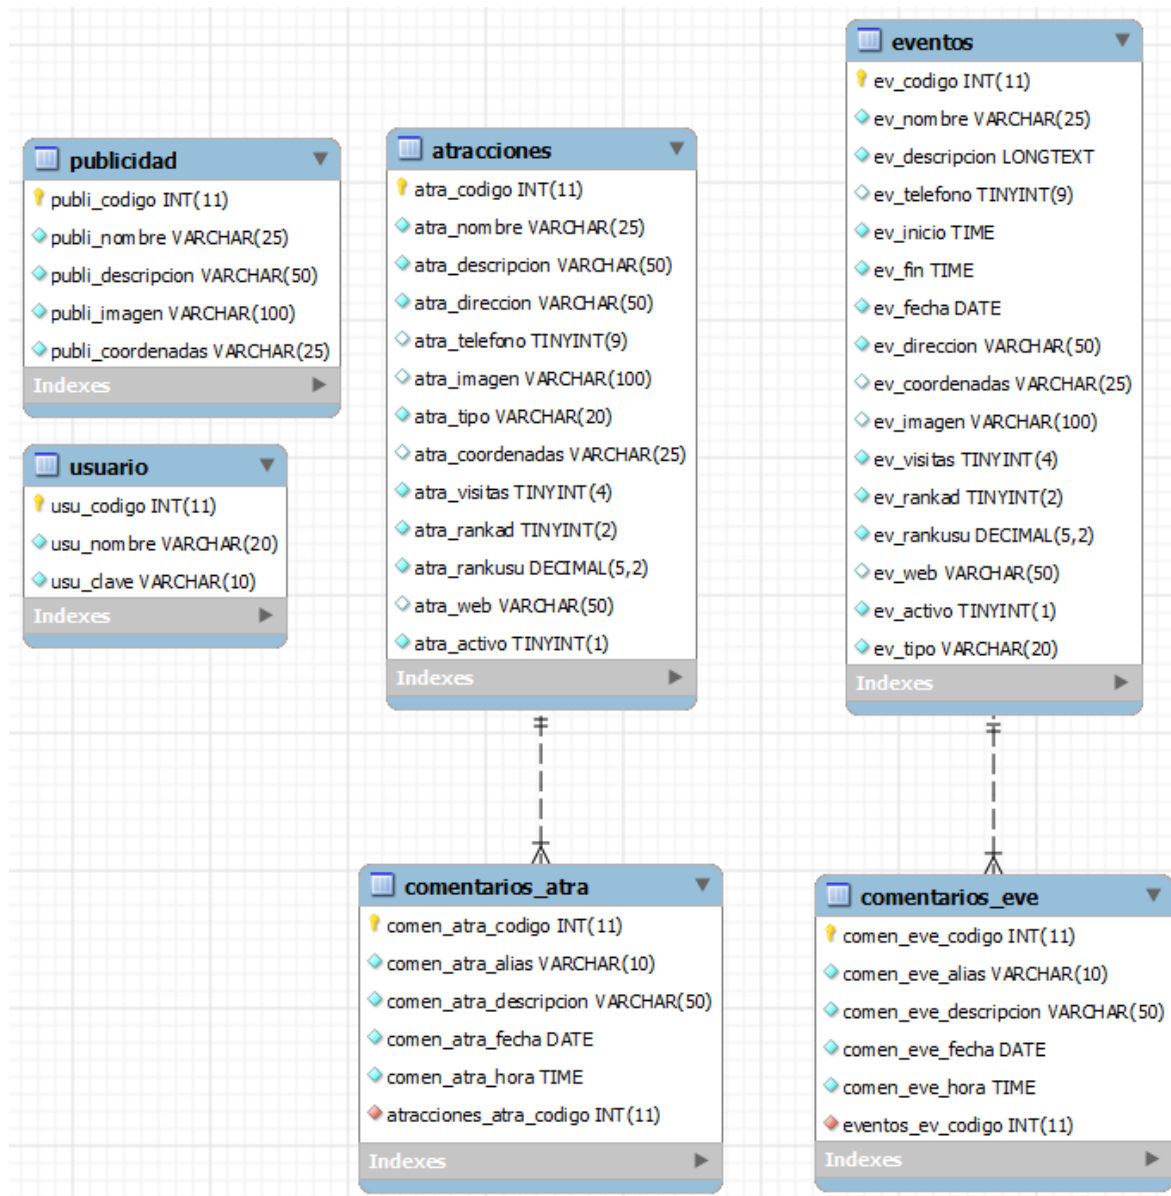 publicidad
publi_codigo INT(11)
publi_nombre VARCHAR(25)
publi_descripcion VARCHAR(50)
publi_imagen VARCHAR(100)
publi_coordenadas VARCHAR(25)
Indexes
usuario
usu_codigo INT(11)
usu_nombre VARCHAR(20)
usu_clave VARCHAR(10)
Indexes
atracciones
atra_codigo INT(11)
atra_nombre VARCHAR(25)
atra_descripcion VARCHAR(50)
atra_direccion VARCHAR(50)
atra_telefono TINYINT(9)
atra_imagen VARCHAR(100)
atra_tipo VARCHAR(20)
atra_coordenadas VARCHAR(25)
atra_visitas TINYINT(4)
atra_rankad TINYINT(2)
atra_rankusu DECIMAL(5,2)
atra_web VARCHAR(50)
atra_activo TINYINT(1)
Indexes
eventos
ev_codigo INT(11)
ev_nombre VARCHAR(25)
ev_descripcion LONGTEXT
ev_telefono TINYINT(9)
ev_inicio TIME
ev_fin TIME
ev_fecha DATE
ev_direccion VARCHAR(50)
ev_coordenadas VARCHAR(25)
ev_imagen VARCHAR(100)
ev_visitas TINYINT(4)
ev_rankad TINYINT(2)
ev_rankusu DECIMAL(5,2)
ev_web VARCHAR(50)
ev_activo TINYINT(1)
ev_tipo VARCHAR(20)
Indexes
comentarios_atra
comen_atra_codigo INT(11)
comen_atra_alias VARCHAR(10)
comen_atra_descripcion VARCHAR(50)
comen_atra_fecha DATE
comen_atra_hora TIME
atracciones_atra_codigo INT(11)
Indexes
comentarios_eve
comen_eve_codigo INT(11)
comen_eve_alias VARCHAR(10)
comen_eve_descripcion VARCHAR(50)
comen_eve_fecha DATE
comen_eve_hora TIME
eventos_ev_codigo INT(11)
Indexes